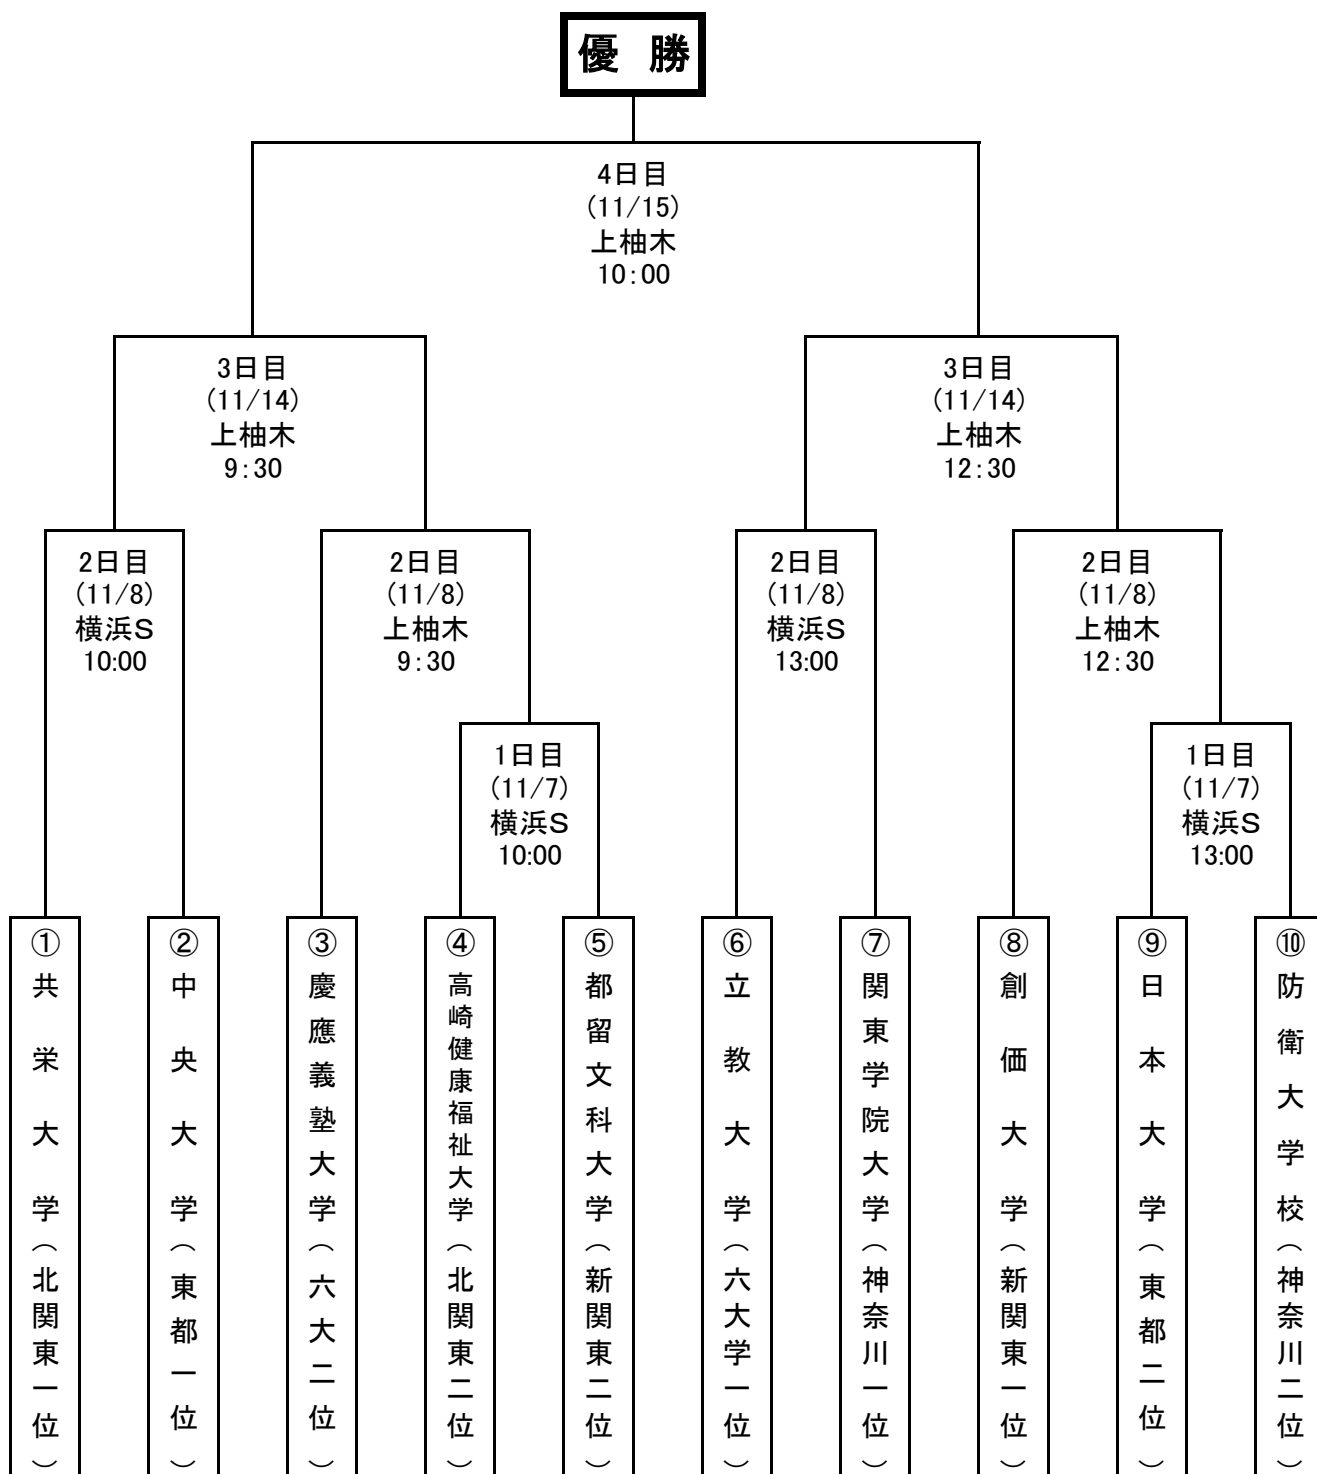 優 勝
4日目
(11/15)
上柚木
10:00
3日目
(11/14)
上柚木
9:30
3日目
(11/14)
上柚木
12:30
2日目
(11/8)
横浜S
10:00
2日目
(11/8)
上柚木
9:30
2日目
(11/8)
横浜S
13:00
2日目
(11/8)
上柚木
12:30
1日目
(11/7)
横浜S
10:00
1日目
(11/7)
横浜S
13:00
①共栄大学(北関東一位)
②中央大学(東都一位)
③慶應義塾大学(六大二位)
④高崎健康福祉大学(北関東二位)
⑤都留文科大学(新関東二位)
⑥立教大学(六大学一位)
⑦関東学院大学(神奈川一位)
⑧創価大学(新関東一位)
⑨日本大学(東都二位)
⑩防衛大学校(神奈川二位)